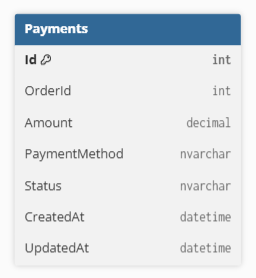 Payments
Id int
OrderId int
Amount decimal
PaymentMethod nvarchar
Status nvarchar
CreatedAt datetime
UpdatedAt datetime